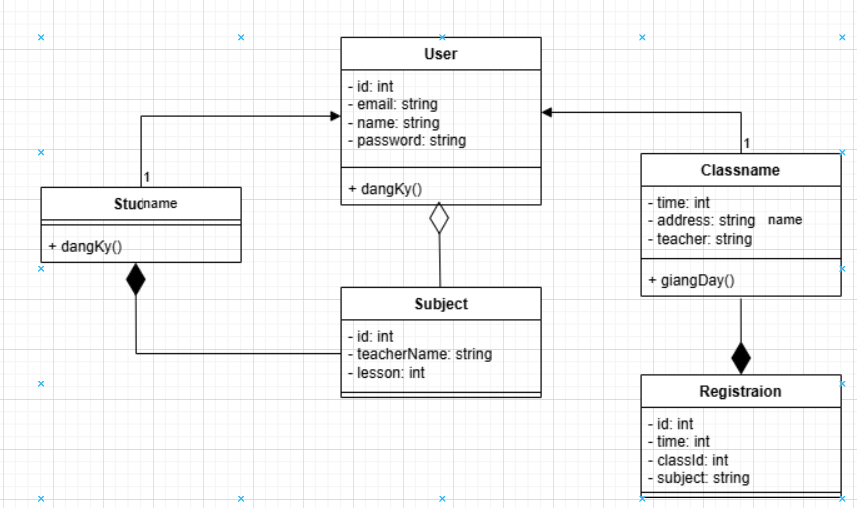 User
- id: int
- email: string
- name: string
- password: string
+ dangKy()
1
name
+ dangKy()
1
Classname
- time: int
- address: string name
- teacher: string
+ giangDay()
Subject
- id: int
- teacherName: string
- lesson: int
Registraion
- id: int
- time: int
- classId: int
- subject: string